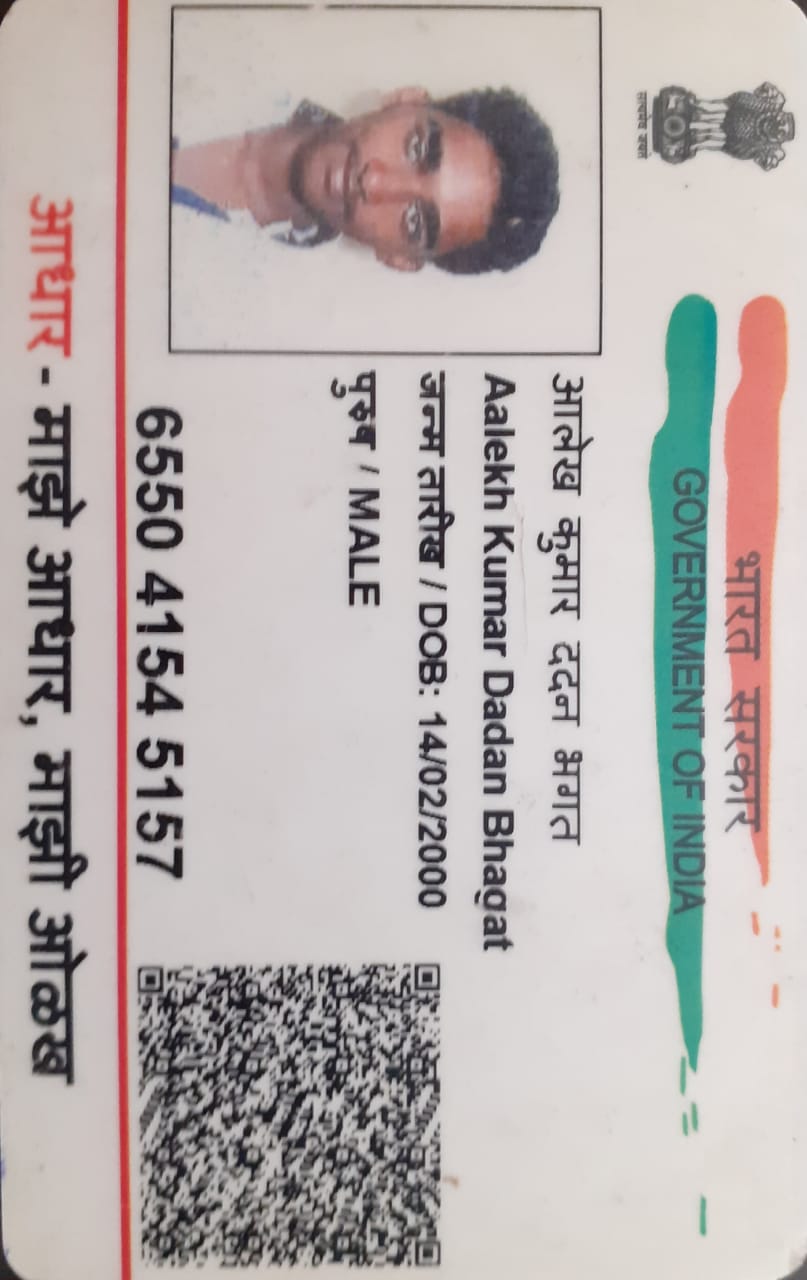 भारत सरकार
GOVERNMENT OF INDIA
सत्यमेव जयते
आलेख कुमार ददन भगत
Aalekh Kumar Dadan Bhagat
जन्म तारीख / DOB: 14/02/2000
पुरुष / MALE
6550 4154 5157
आधार - माझे आधार, माझी ओळख